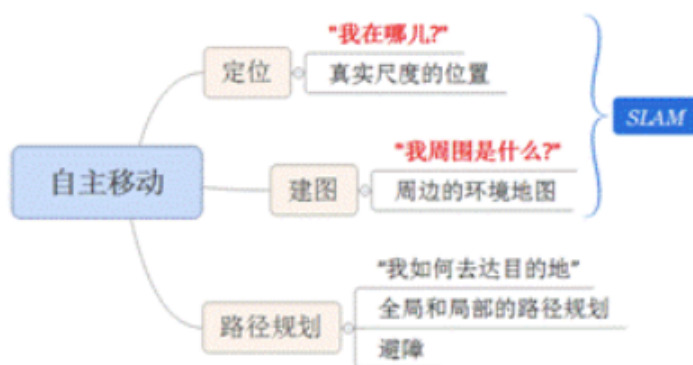 "我在哪儿?"
定位
真实尺度的位置
SLAM
"我周围是什么?"
自主移动
建图
周边的环境地图
"我如何去达目的地"
全局和局部的路径规划
路径规划
避障